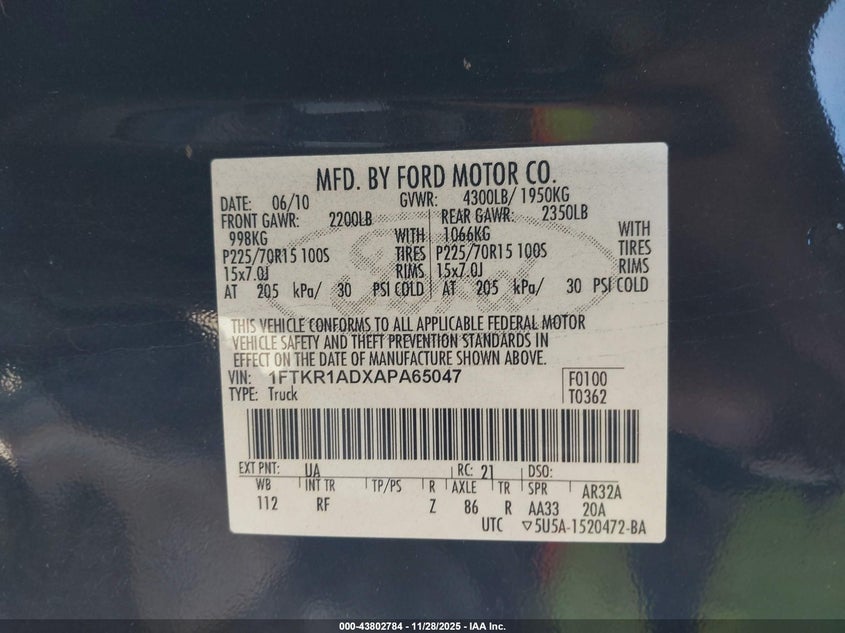 MFD. BY FORD MOTOR CO.
DATE: 06/10 GVWR: 4300LB/ 1950KG
FRONT GAWR: 2200LB REAR GAWR: 2350LB
998KG WITH 1066KG WITH
P225/70R15 100S TIRES P225/70R15 100S TIRES
15x7.0J RIMS 15x7.0J RIMS
AT 205 kPa/ 30 PSI COLD AT 205 kPa/ 30 PSI COLD
THIS VEHICLE CONFORMS TO ALL APPLICABLE FEDERAL MOTOR
VEHICLE SAFETY AND THEFT PREVENTION STANDARDS IN
EFFECT ON THE DATE OF MANUFACTURE SHOWN ABOVE.
VIN: 1FTKR1ADXAPA65047 F0100
TYPE: Truck T0362
EXT PNT: UA RC: 21 DSO:
WB INT TR TP/PS R AXLE TR SPR AR32A
112 RF Z 86 R AA33 20A
UTC ▽5U5A-1520472-BA
000-43802784 - 11/28/2025 - IAA Inc.